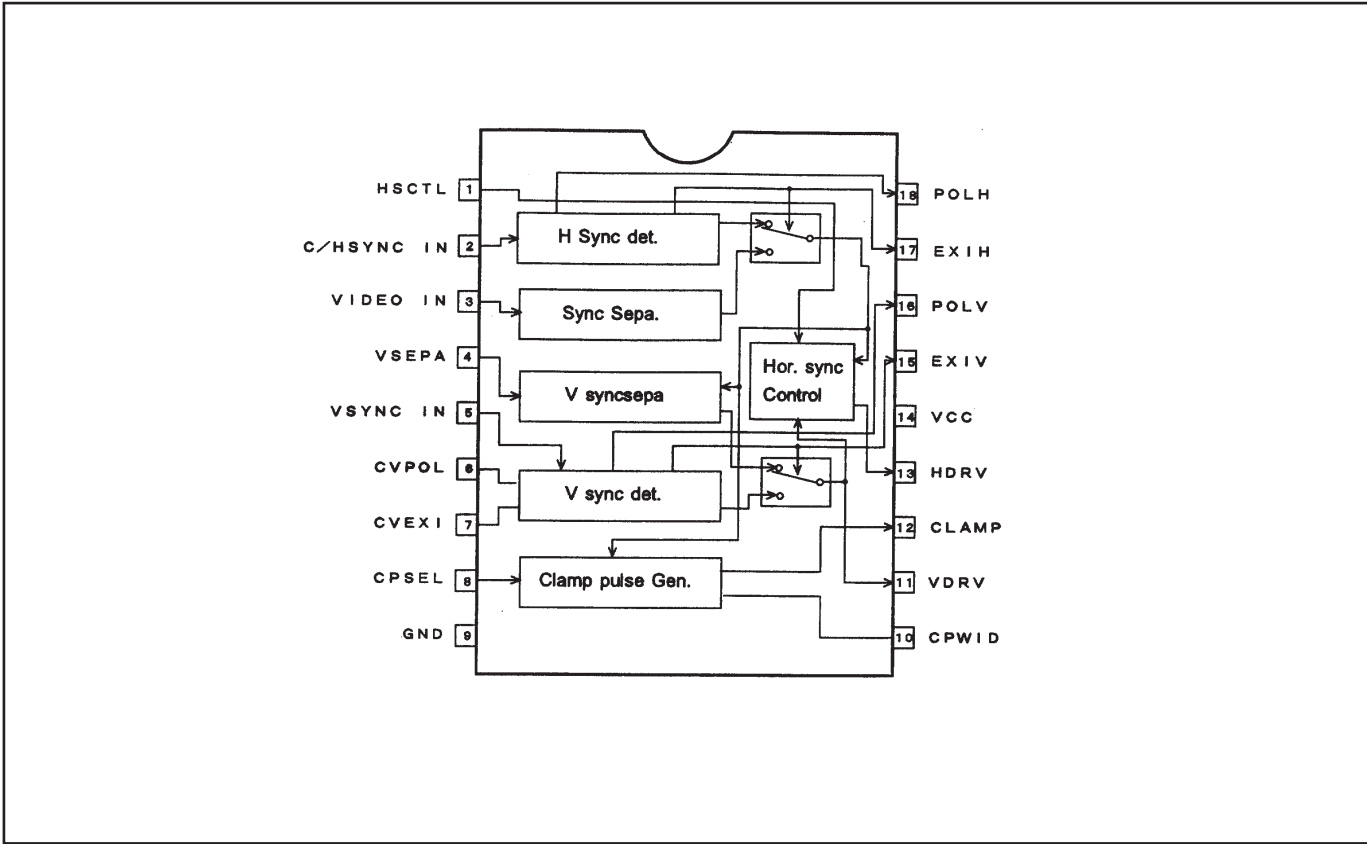 HSCTL 1
C/HSYNC IN 2
VIDEO IN 3
VSEPA 4
VSYNC IN 5
CVPOL 6
CVEXI 7
CPSEL 8
GND 9
H Sync det.
Sync Sepa.
V syncsepa
V sync det.
Clamp pulse Gen.
Hor. sync
Control
18 POLH
17 EXIH
16 POLV
15 EXIV
14 VCC
13 HDRV
12 CLAMP
11 VDRV
10 CPWID